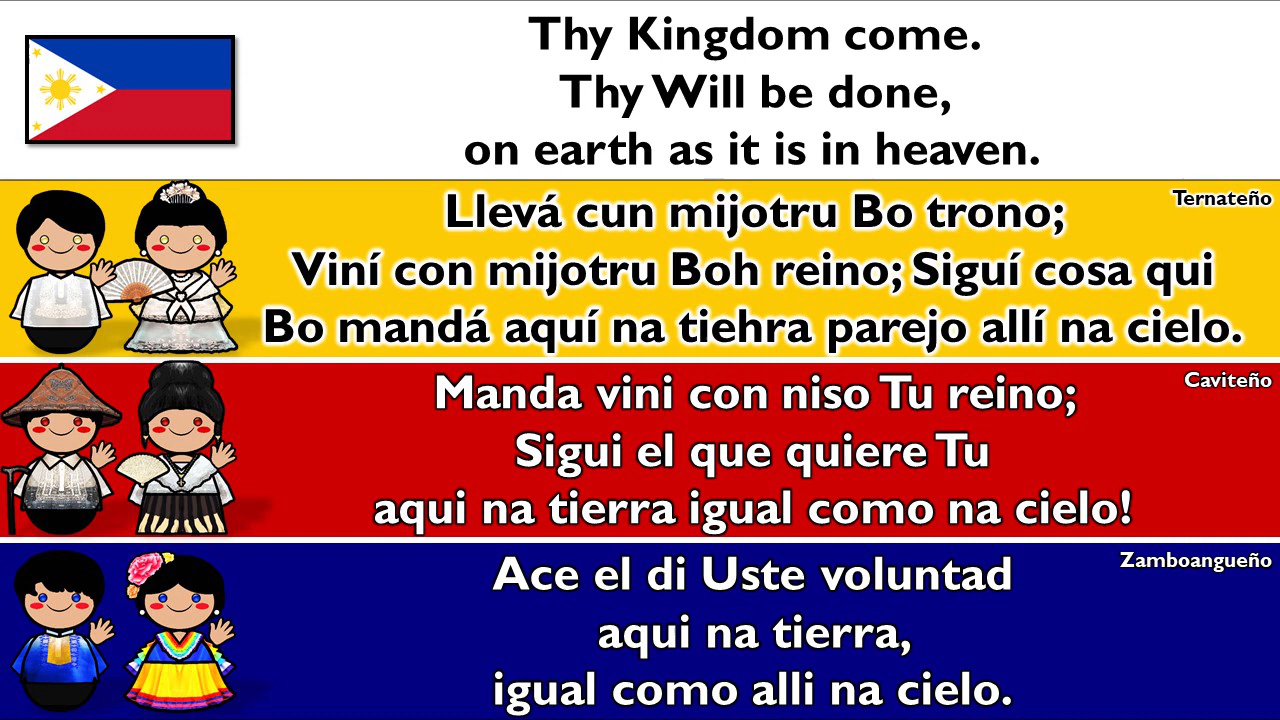 Thy Kingdom come.
Thy Will be done,
on earth as it is in heaven.
Ternateño
Llevá cun mijotru Bo trono;
Viní con mijotru Boh reino; Siguí cosa qui
Bo mandá aquí na tiehra parejo allí na cielo.
Caviteño
Manda vini con niso Tu reino;
Sigui el que quiere Tu
aqui na tierra igual como na cielo!
Zamboangueño
Ace el di Uste voluntad
aqui na tierra,
igual como alli na cielo.